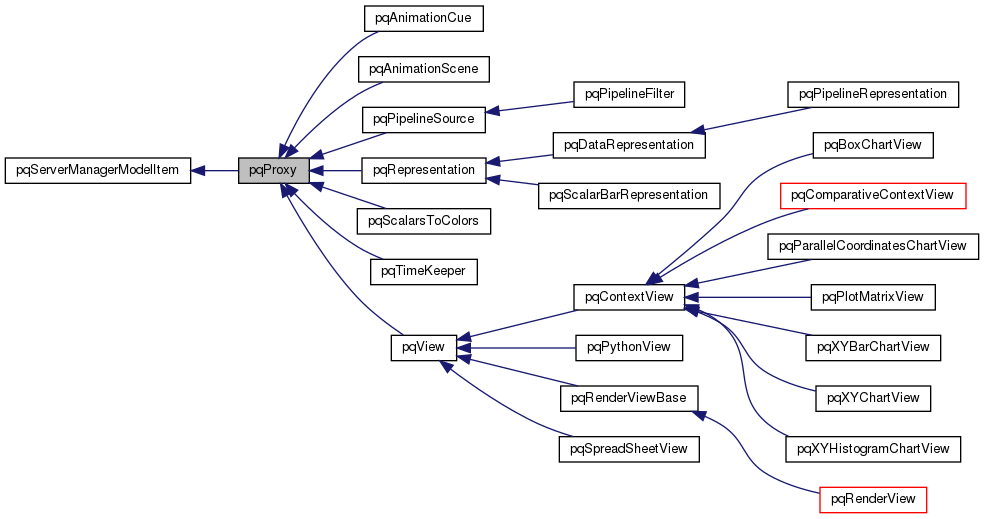 pqAnimationCue
pqAnimationScene
pqPipelineFilter
pqPipelineRepresentation
pqPipelineSource
pqDataRepresentation
pqBoxChartView
pqServerManagerModelItem
pqProxy
pqRepresentation
pqScalarBarRepresentation
pqComparativeContextView
pqScalarsToColors
pqParallelCoordinatesChartView
pqTimeKeeper
pqContextView
pqPlotMatrixView
pqView
pqPythonView
pqXYBarChartView
pqRenderViewBase
pqXYChartView
pqSpreadSheetView
pqXYHistogramChartView
pqRenderView